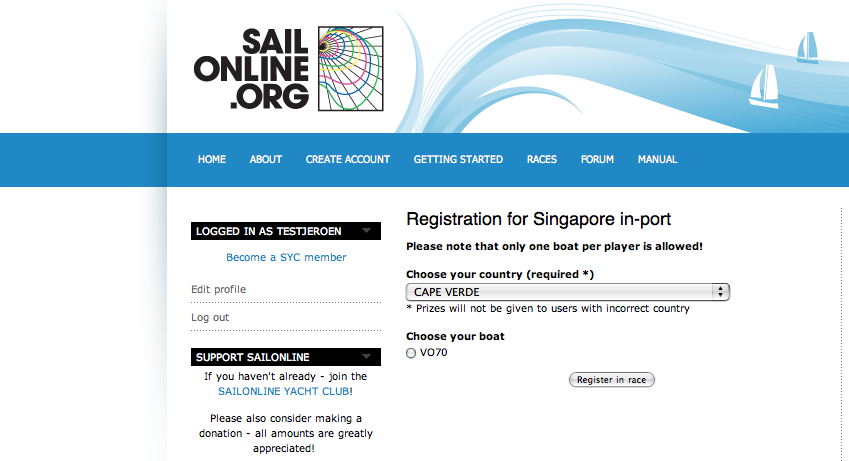 SAIL
ONLINE
.ORG
HOME ABOUT CREATE ACCOUNT GETTING STARTED RACES FORUM MANUAL
LOGGED IN AS TESTJEROEN
Become a SYC member
Edit profile
Log out
SUPPORT SAILONLINE
If you haven't already - join the
SAILONLINE YACHT CLUB!
Please also consider making a
donation - all amounts are greatly
appreciated!
Registration for Singapore in-port
Please note that only one boat per player is allowed!
Choose your country (required *)
CAPE VERDE
* Prizes will not be given to users with incorrect country
Choose your boat
VO70
Register in race